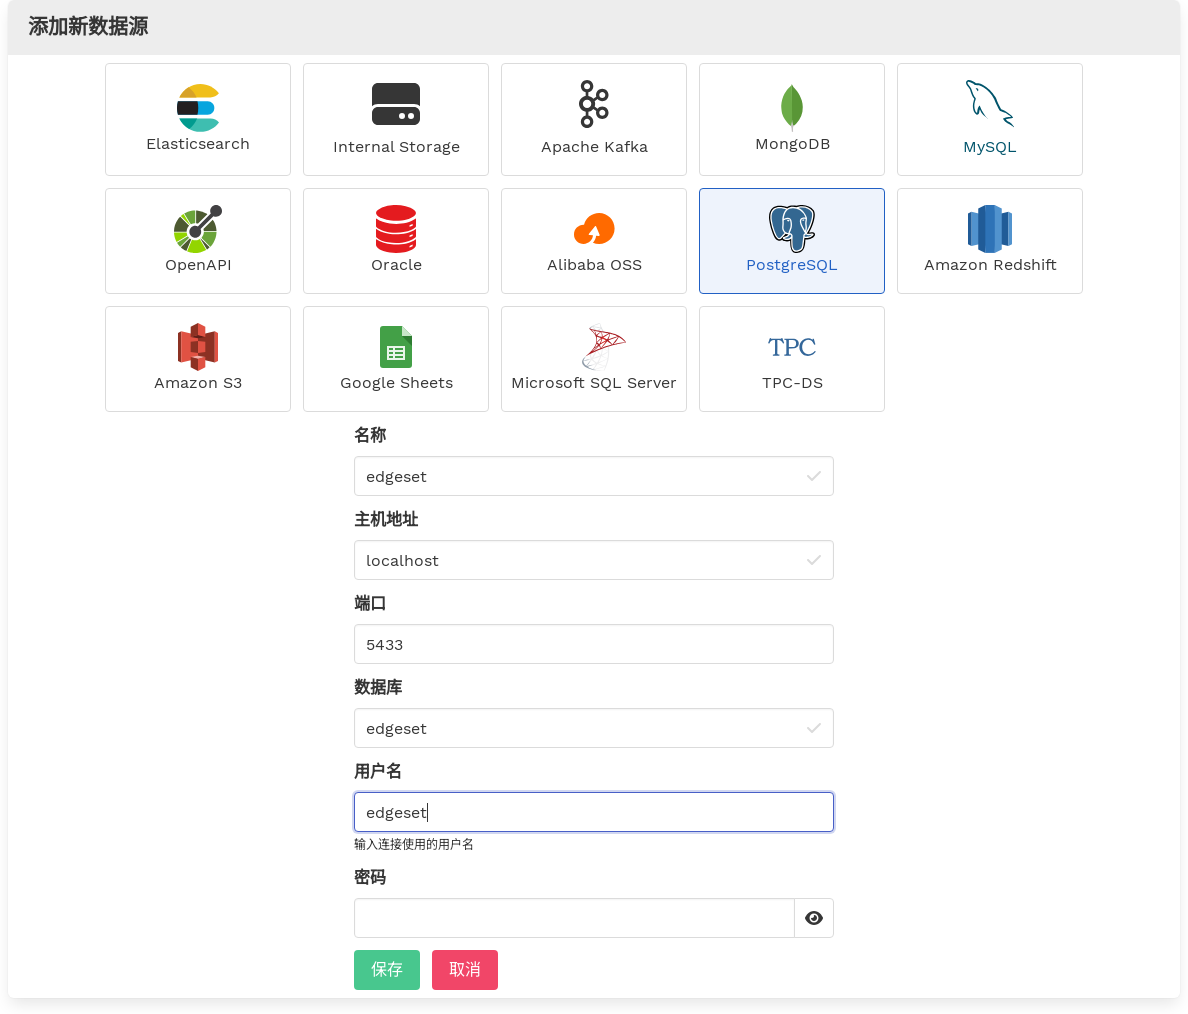 添加新数据源
Elasticsearch
Internal Storage
Apache Kafka
MongoDB
MySQL
OpenAPI
Oracle
Alibaba OSS
PostgreSQL
Amazon Redshift
Amazon S3
Google Sheets
Microsoft SQL Server
TPC
TPC-DS
名称
edgeset
主机地址
localhost
端口
5433
数据库
edgeset
用户名
edgeset
输入连接使用的用户名
密码
保存
取消